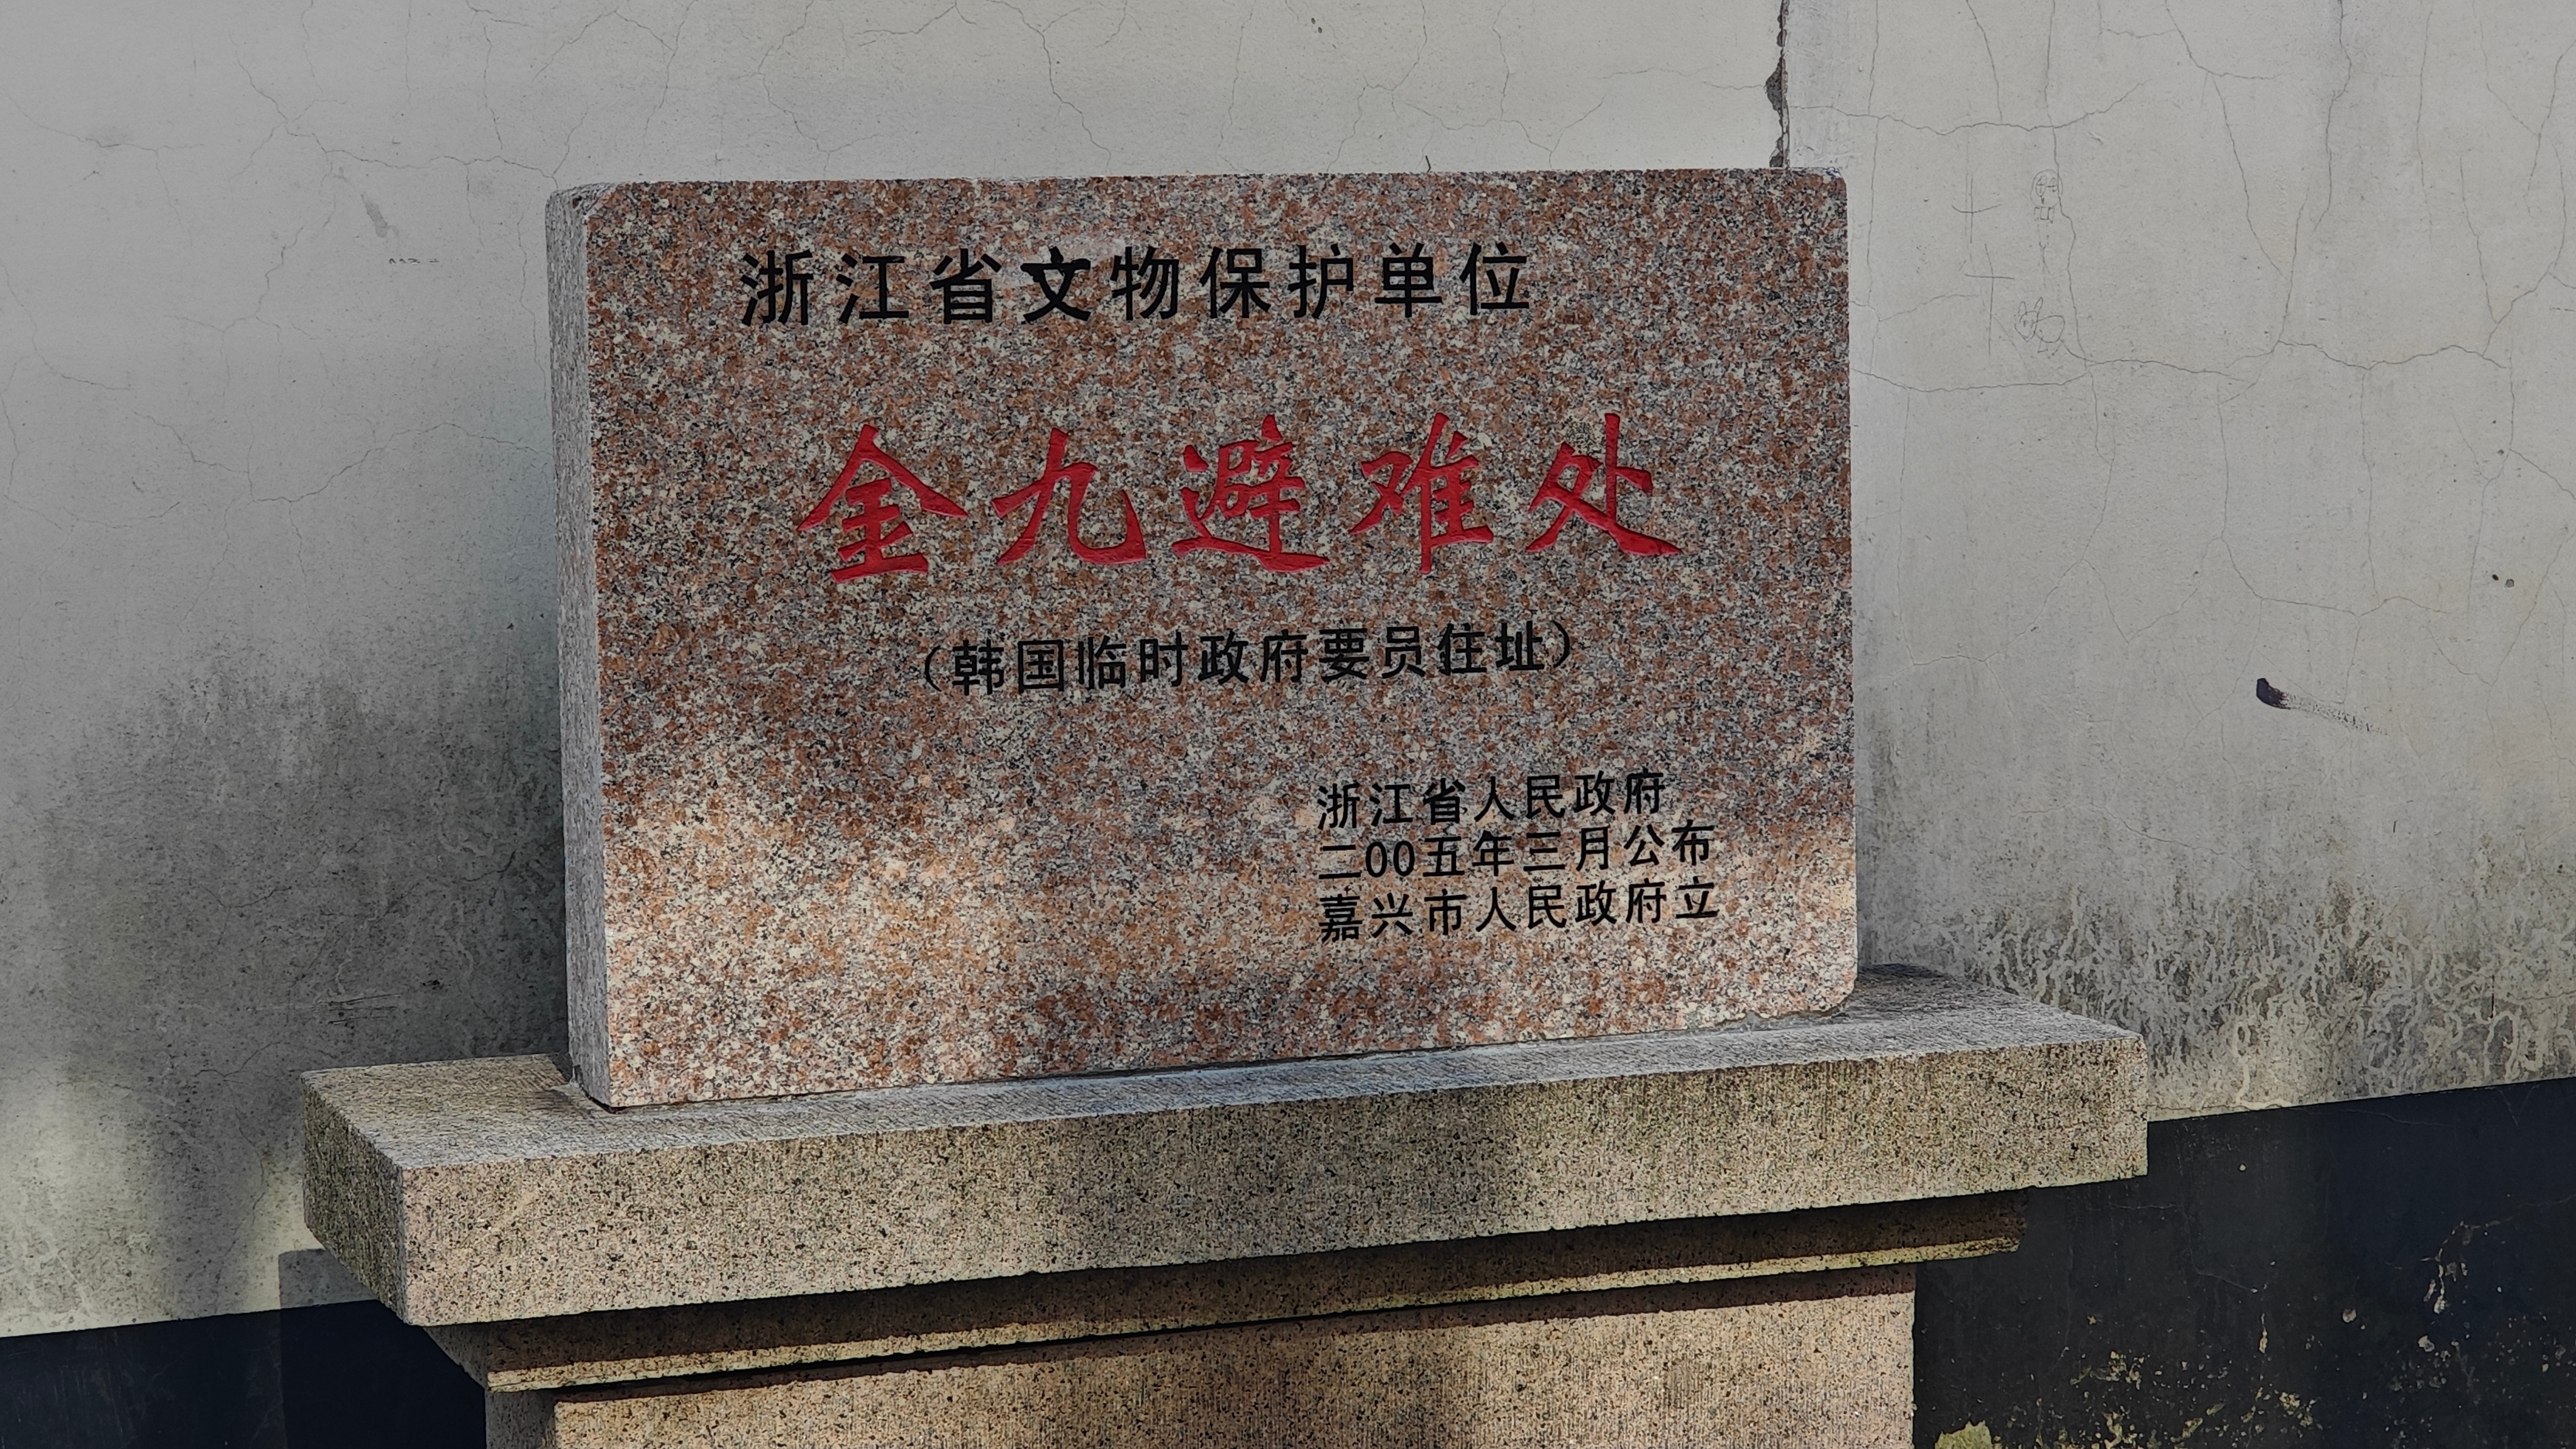 浙江省文物保护单位
金九避难处
（韩国临时政府要员住址）
浙江省人民政府
二00五年三月公布
嘉兴市人民政府立